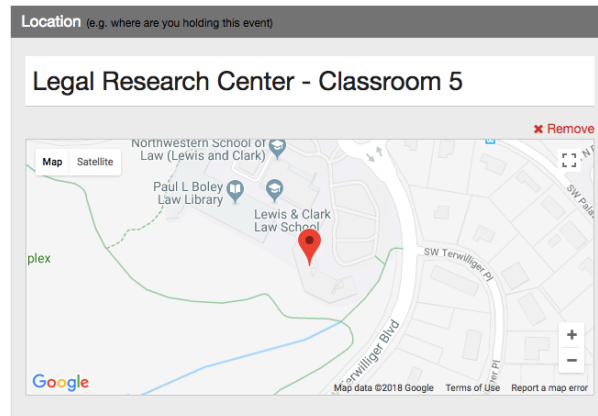 Location (e.g. where are you holding this event)
Legal Research Center - Classroom 5
✖ Remove
Map Satellite
Northwestern School of
Law (Lewis and Clark)
Paul L Boley
Law Library
Lewis & Clark
Law School
plex
SW Terwilliger Pl
SW Terwilliger Blvd
+
−
Google
Map data ©2018 Google Terms of Use Report a map error